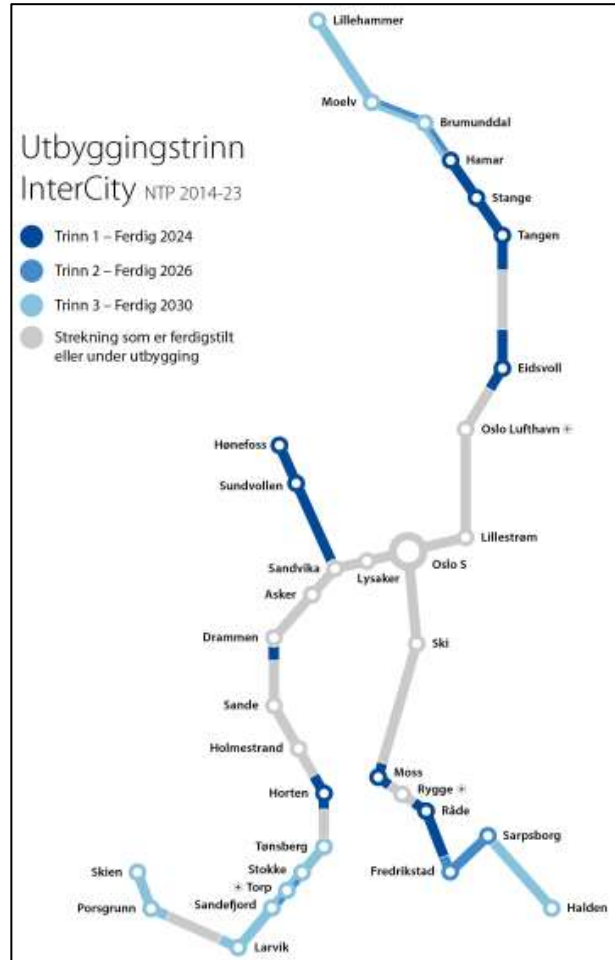 Lillehammer
Moelv
Brumunddal
Utbyggingstrinn
InterCity NTP 2014-23
Hamar
Stange
Trinn 1 – Ferdig 2024
Tangen
Trinn 2 – Ferdig 2026
Trinn 3 – Ferdig 2030
Strekning som er ferdigstilt
eller under utbygging
Eidsvoll
Oslo Lufthavn ✈
Hønefoss
Sundvollen
Lillestrøm
Sandvika
Lysaker
Oslo S
Asker
Drammen
Ski
Sande
Holmestrand
Moss
Rygge ✈
Horten
Råde
Sarpsborg
Tønsberg
Stokke
Skien
Fredrikstad
✈ Torp
Sandefjord
Porsgrunn
Halden
Larvik